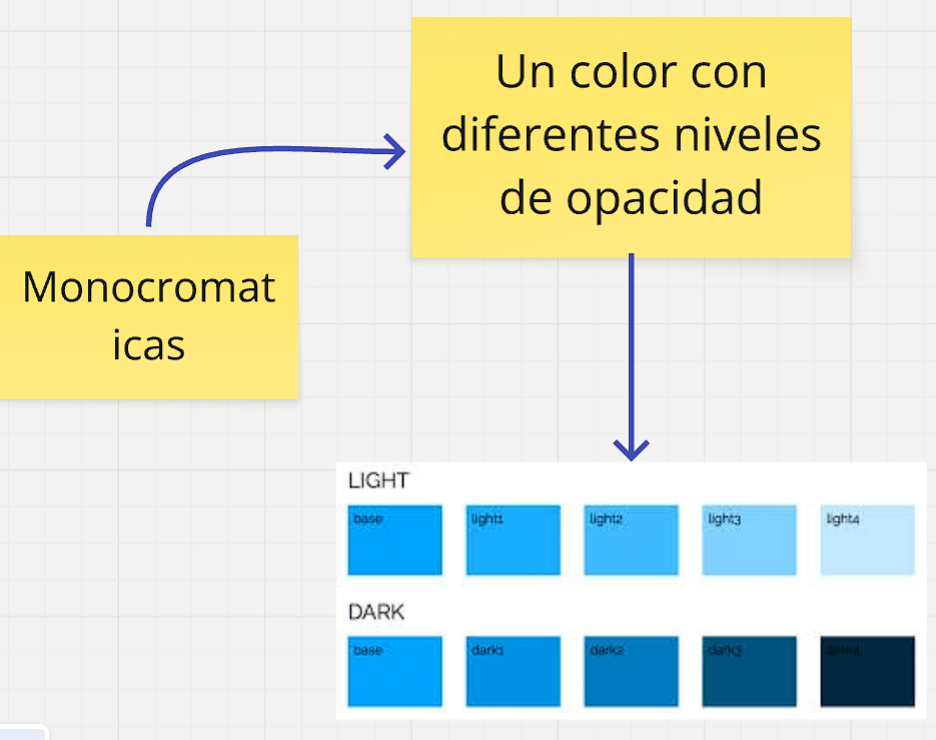 Un color con
diferentes niveles
de opacidad
Monocromat
icas
LIGHT
base light1 light2 light3 light4
DARK
base dark1 dark2 dark3 dark4